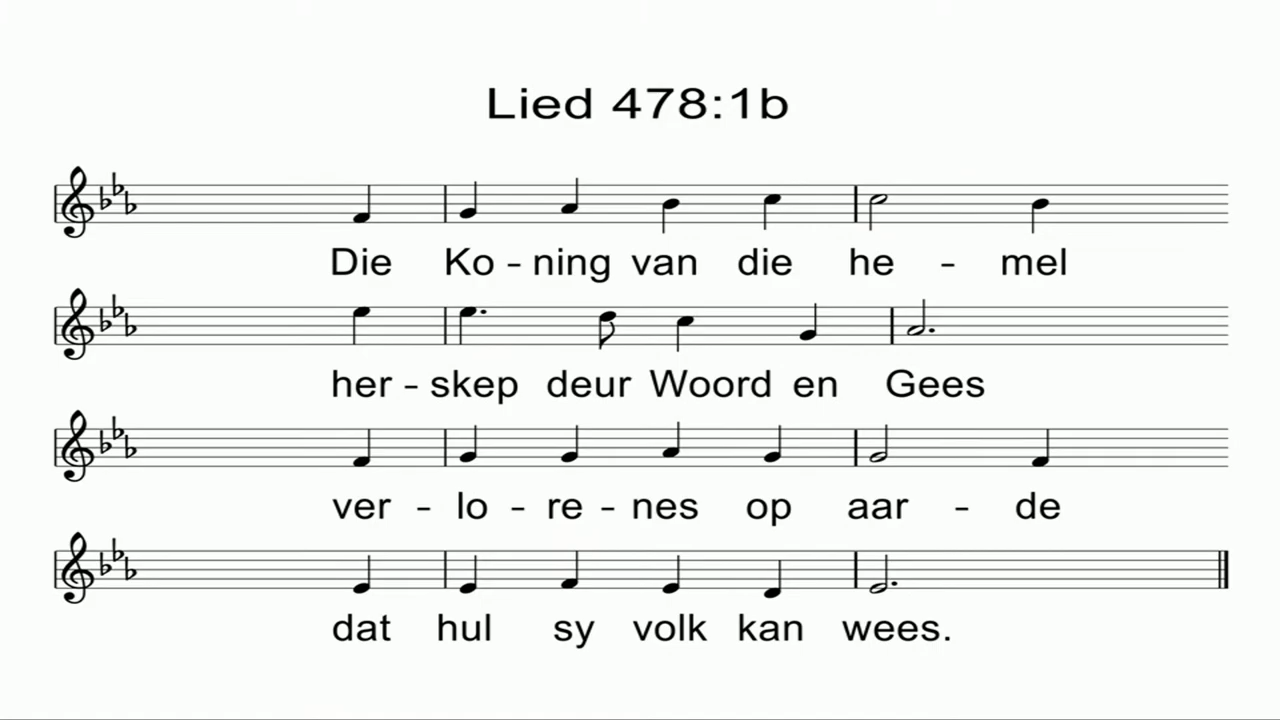 Lied 478:1b
Die Ko - ning van die he - mel
her - skep deur Woord en Gees
ver - lo - re - nes op aar - de
dat hul sy volk kan wees.